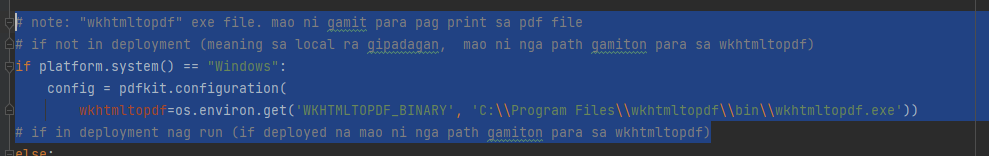 # note: "wkhtmltopdf" exe file. mao ni gamit para pag print sa pdf file
# if not in deployment (meaning sa local ra gipadagan,  mao ni nga path gamiton para sa wkhtmltopdf)
if platform.system() == "Windows":
    config = pdfkit.configuration(
        wkhtmltopdf=os.environ.get('WKHTMLTOPDF_BINARY', 'C:\\Program Files\\wkhtmltopdf\\bin\\wkhtmltopdf.exe'))
# if in deployment nag run (if deployed na mao ni nga path gamiton para sa wkhtmltopdf)
else: